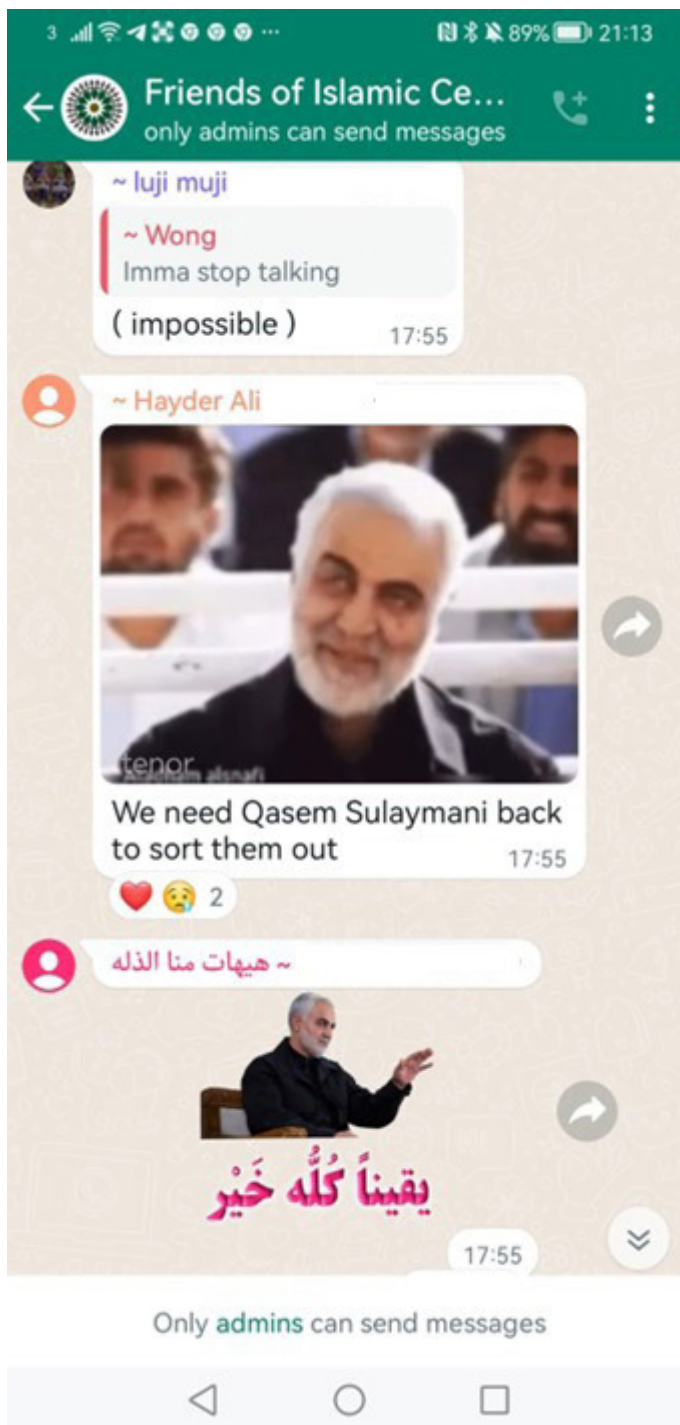 3 ... 89% 21:13
Friends of Islamic Ce...
only admins can send messages
~ luji muji
~ Wong
Imma stop talking
( impossible )
17:55
~ Hayder Ali
tenor
alsnafi
We need Qasem Sulaymani back
to sort them out
17:55
2
~ هيهات منا الذله
يقيناً كُلُّه خَيْر
17:55
Only admins can send messages